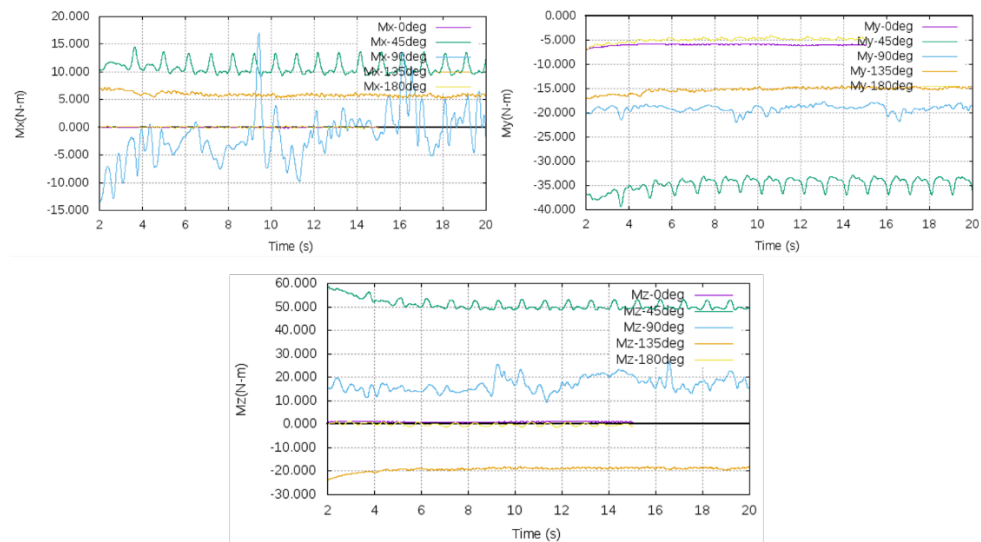 20.000
15.000
10.000
5.000
0.000
-5.000
-10.000
-15.000
Mx(N-m)
2 4 6 8 10 12 14 16 18 20
Time (s)
Mx-0deg
Mx-45deg
Mx-90deg
Mx-135deg
Mx-180deg
0.000
-5.000
-10.000
-15.000
-20.000
-25.000
-30.000
-35.000
-40.000
My(N-m)
2 4 6 8 10 12 14 16 18 20
Time (s)
My-0deg
My-45deg
My-90deg
My-135deg
My-180deg
60.000
50.000
40.000
30.000
20.000
10.000
0.000
-10.000
-20.000
-30.000
Mz(N-m)
2 4 6 8 10 12 14 16 18 20
Time (s)
Mz-0deg
Mz-45deg
Mz-90deg
Mz-135deg
Mz-180deg